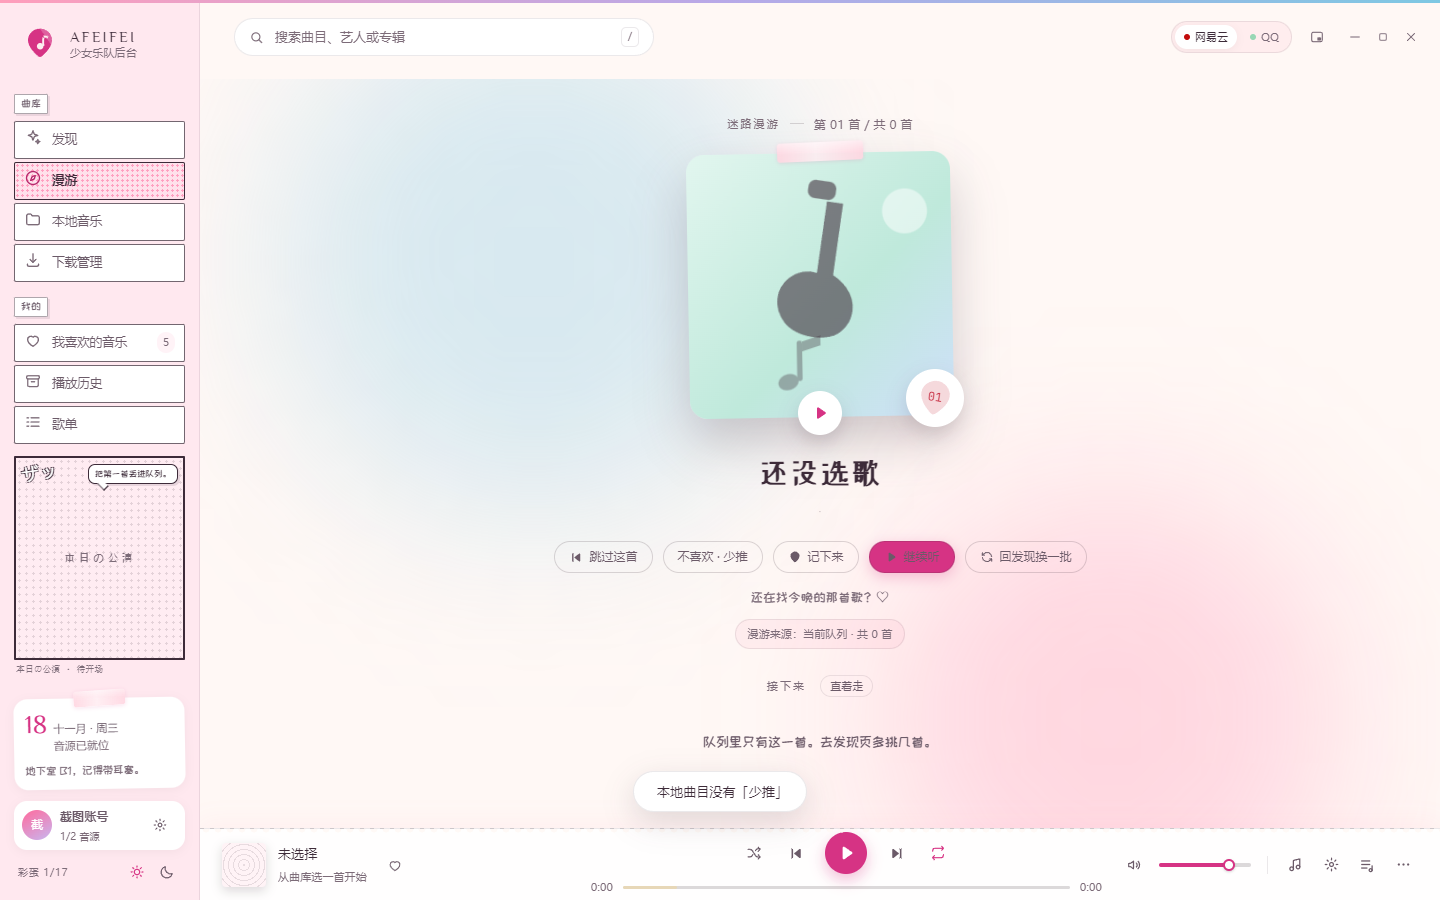 AFEIFEI
少女乐队后台
搜索曲目、艺人或专辑
/
网易云
QQ
曲库
发现
漫游
本地音乐
下载管理
我的
我喜欢的音乐
5
播放历史
歌单
ザッ
把第一首丢进队列。
本日の公演
本日の公演 · 待开场
18
十一月 · 周三
音源已就位
地下室 B1, 记得带耳塞。
截
截图账号
1/2 音源
彩蛋 1/17
迷路漫游 — 第 01 首 / 共 0 首
01
还没选歌
跳过这首
不喜欢 · 少推
记下来
继续听
回发现换一批
还在找今晚的那首歌? ♡
漫游来源：当前队列 · 共 0 首
接下来
直着走
队列里只有这一首。去发现页多挑几首。
本地曲目没有「少推」
未选择
从曲库选一首开始
0:00
0:00